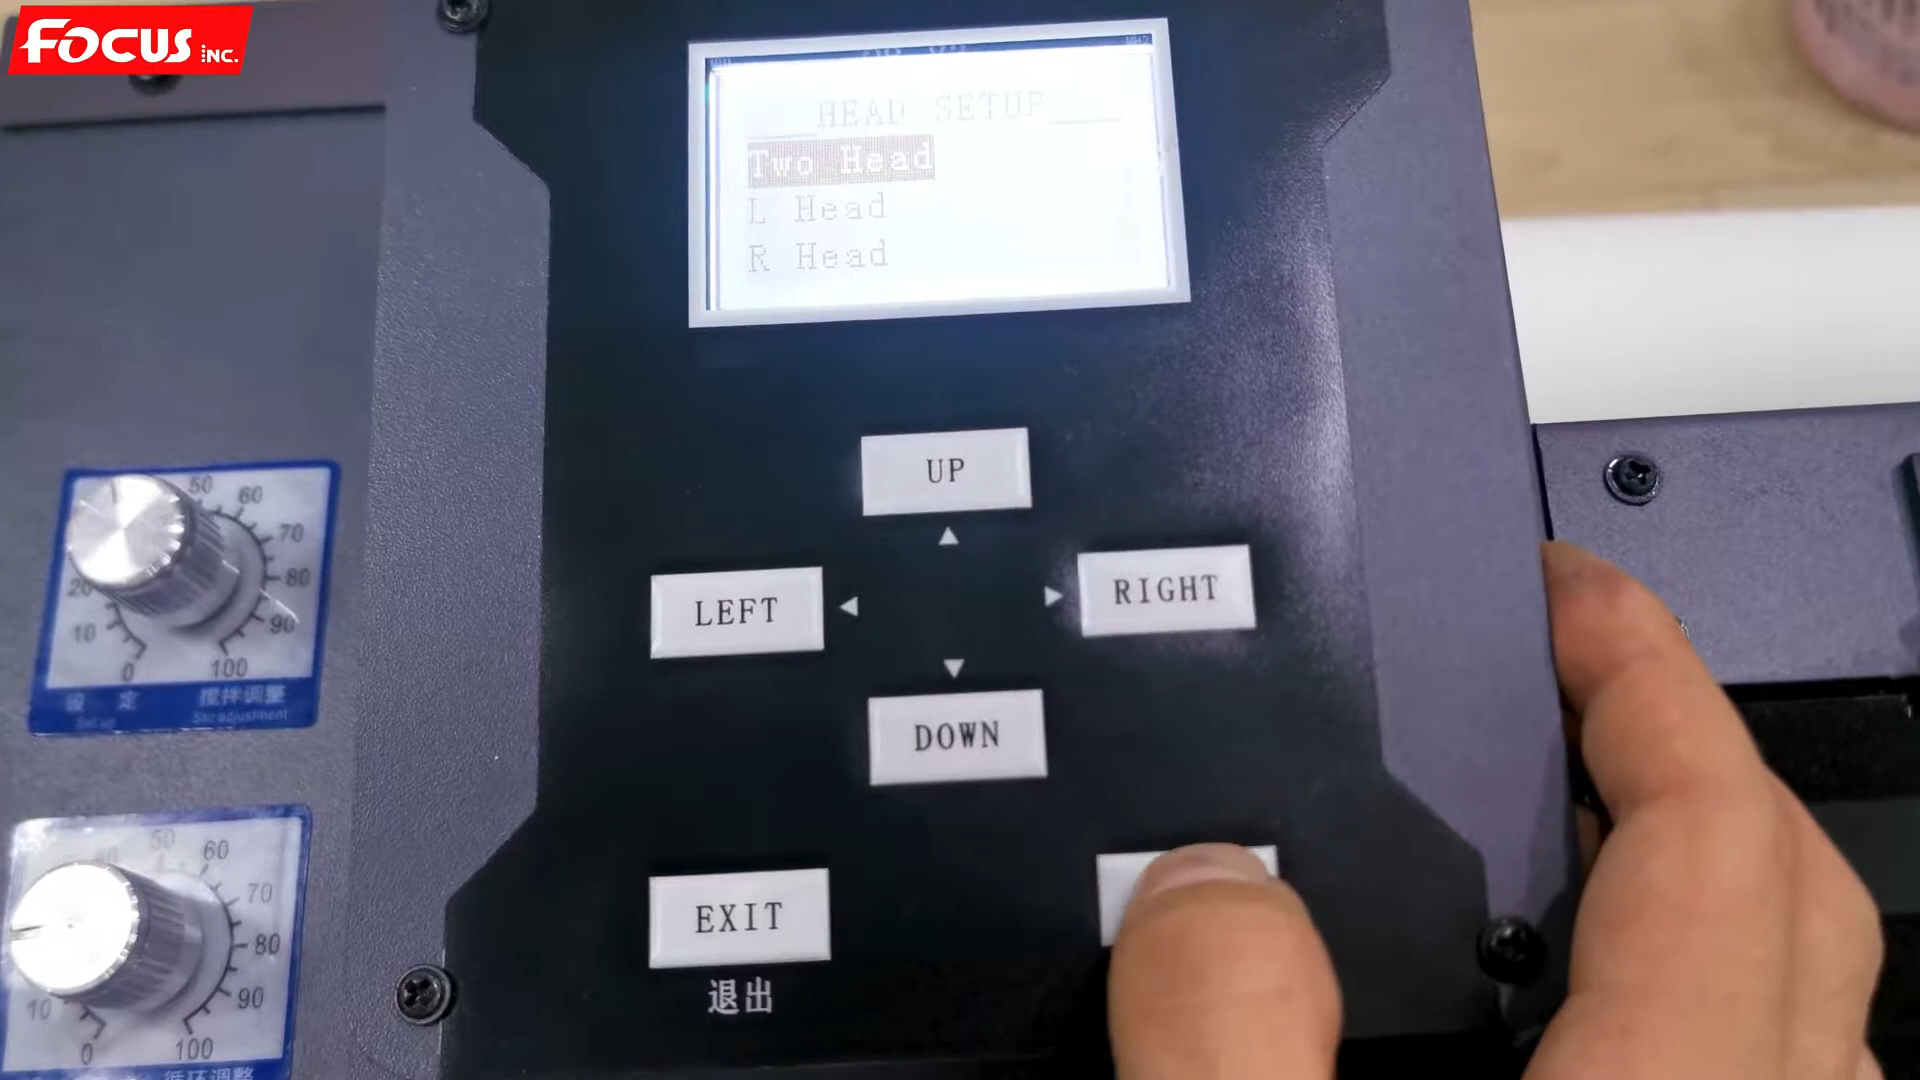 FOCUS INC.
HEAD SETUP
Two Head
L Head
R Head
UP
LEFT
RIGHT
DOWN
EXIT
退出
50
60
70
80
90
100
20
10
0
设 定
搅拌调整
Set up
Stir adjustment
50
60
70
80
90
100
10
0
循环调整